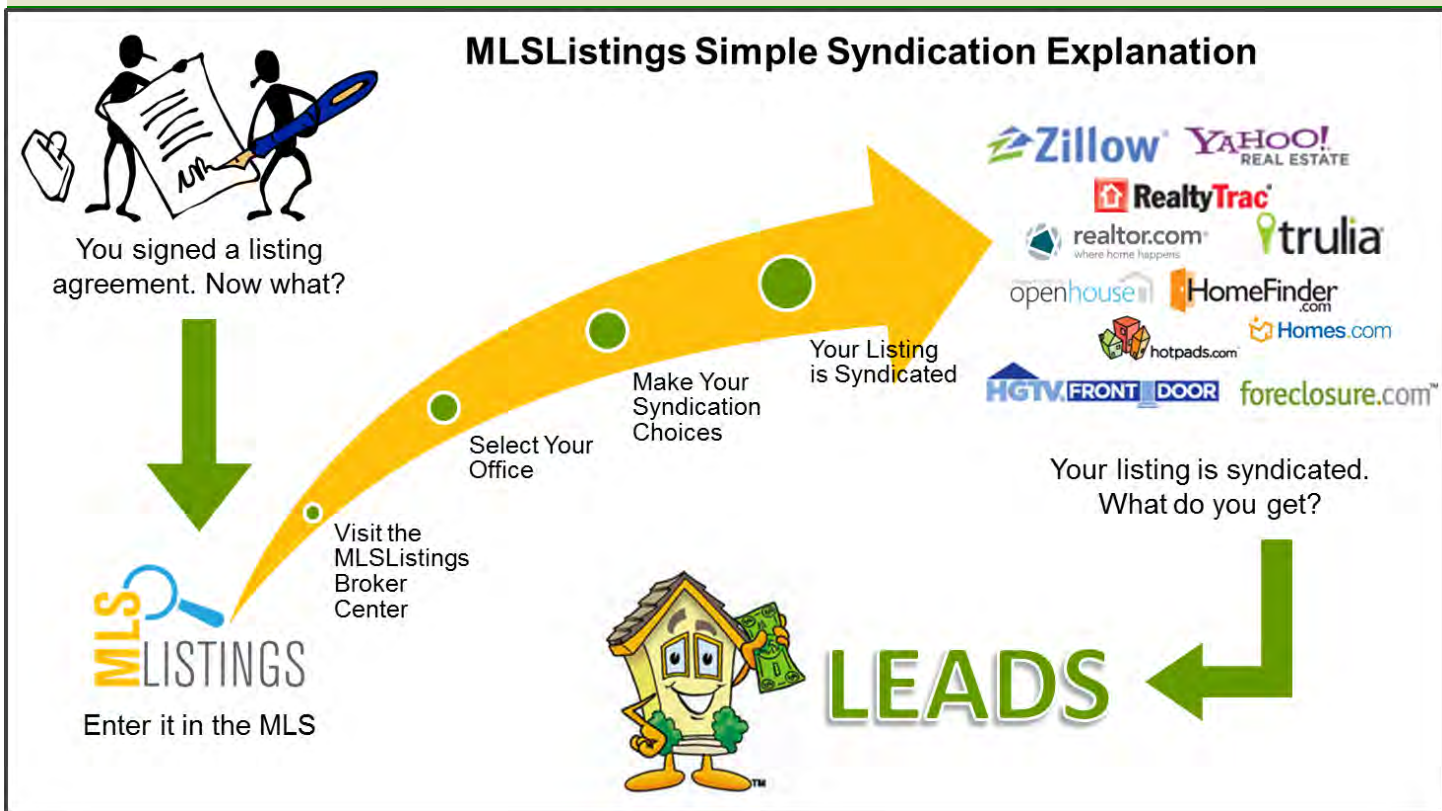 MLSListings Simple Syndication Explanation
You signed a listing
agreement. Now what?
MLS
LISTINGS
Enter it in the MLS
Visit the
MLSListings
Broker
Center
Select Your
Office
Make Your
Syndication
Choices
Your Listing
is Syndicated
Zillow®
YAHOO!
REAL ESTATE
RealtyTrac®
realtor.com®
where home happens
trulia
openhouse
HomeFinder
.com
hotpads.com™
Homes.com
HGTV. FRONT DOOR
foreclosure.com™
Your listing is syndicated.
What do you get?
LEADS
TM